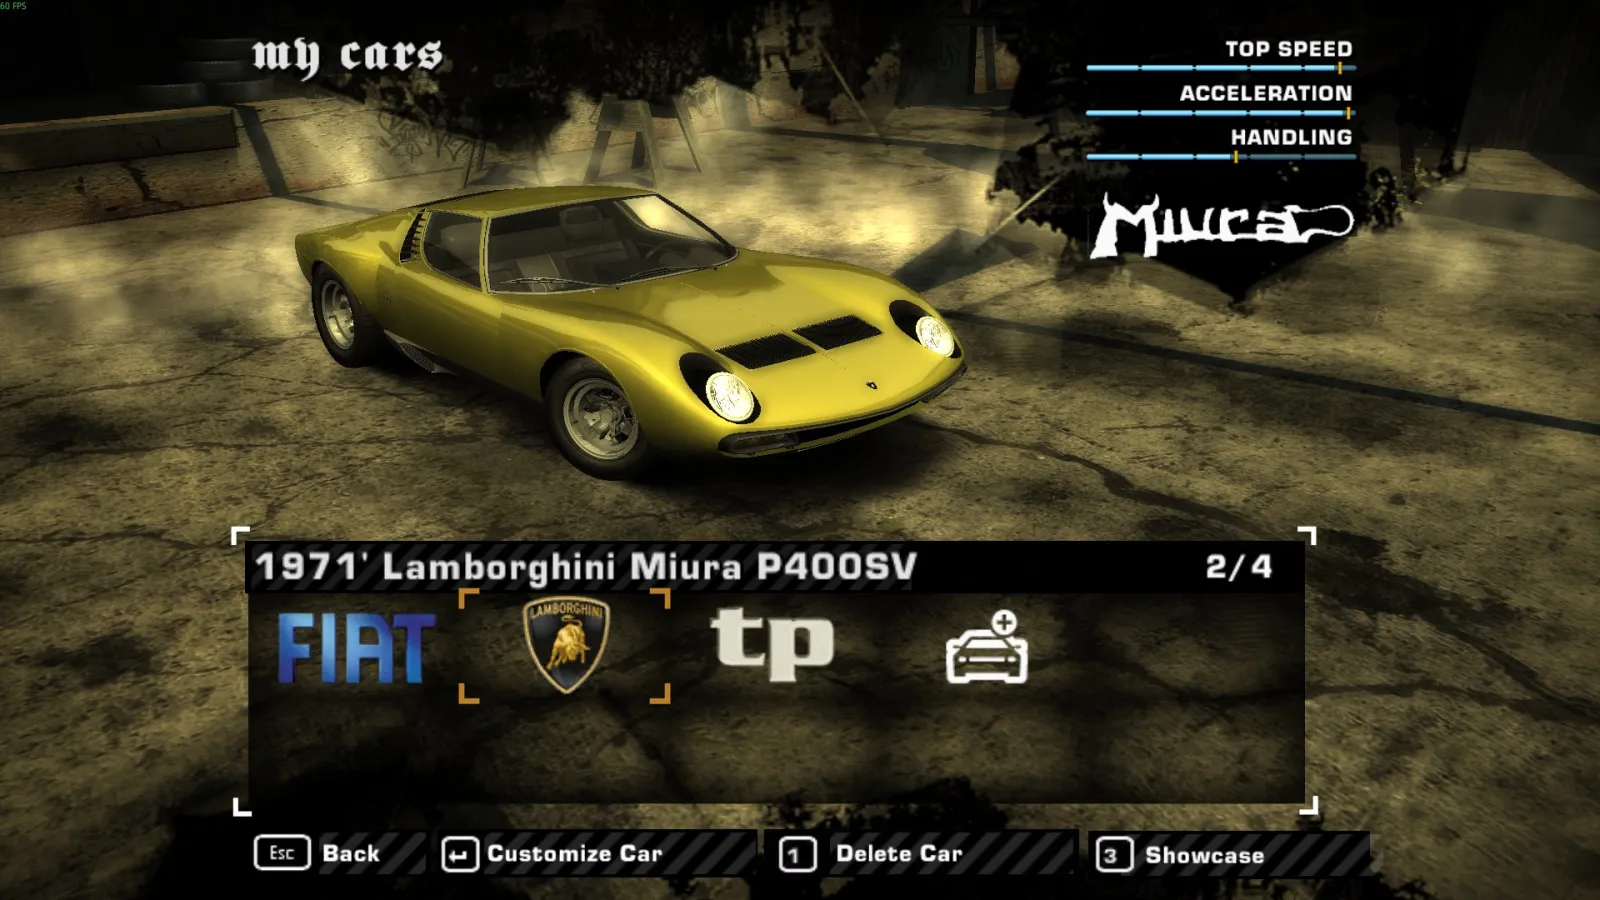 60 FPS
my cars
TOP SPEED
ACCELERATION
HANDLING
Miura
1971' Lamborghini Miura P400SV
2/4
FIAT
LAMBORGHINI
tp
Esc Back
Customize Car
1 Delete Car
3 Showcase